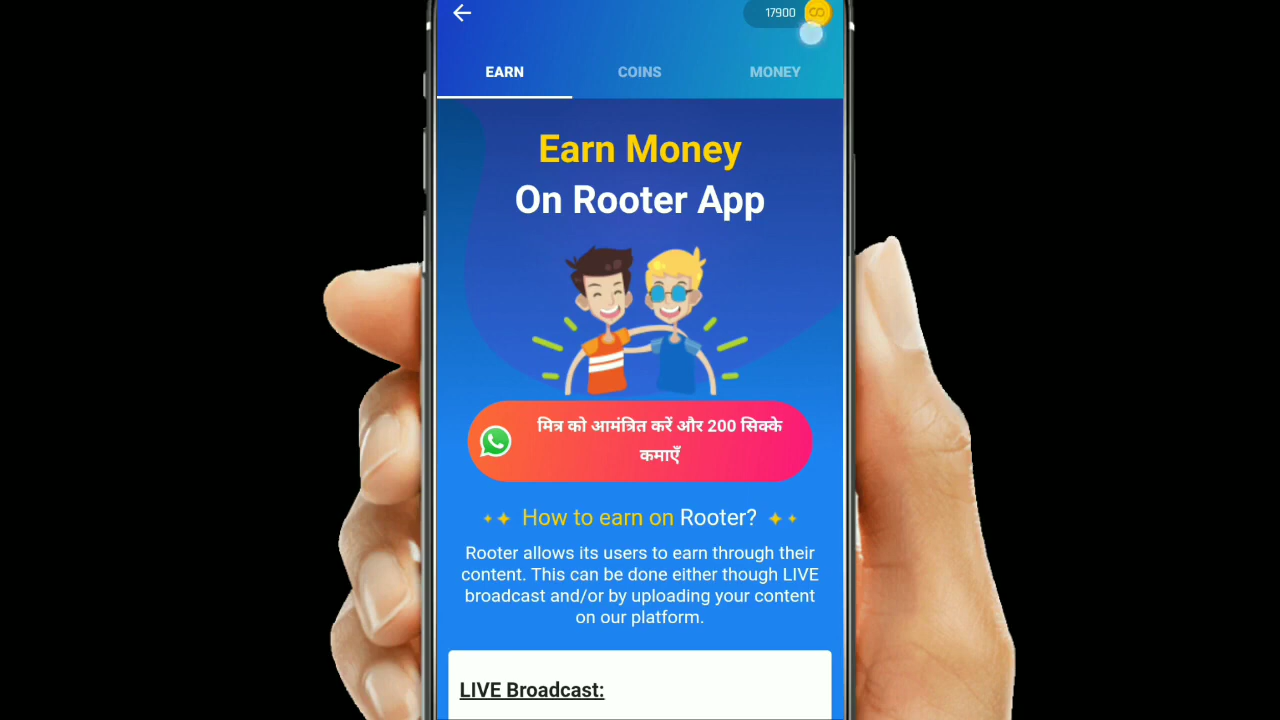 17900
EARN COINS MONEY
Earn Money
On Rooter App
मित्र को आमंत्रित करें और 200 सिक्के
कमाएँ
How to earn on Rooter?
Rooter allows its users to earn through their
content. This can be done either though LIVE
broadcast and/or by uploading your content
on our platform.
LIVE Broadcast: